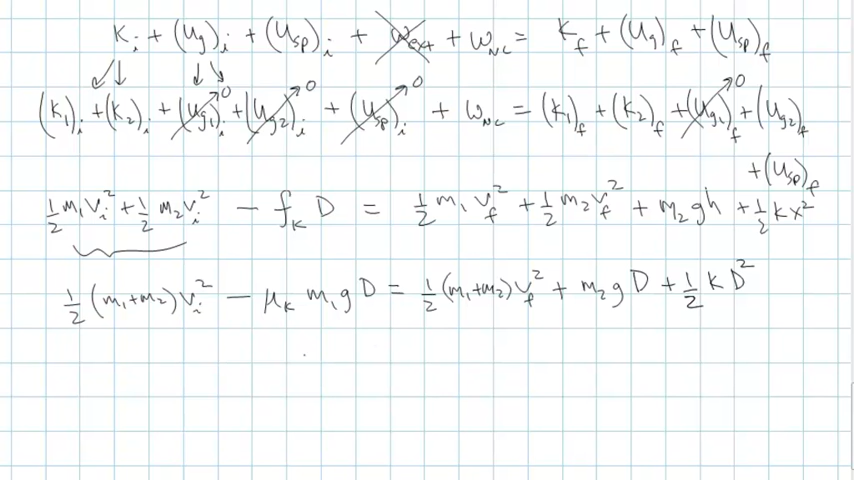 K_i + (U_g)_i + (U_sp)_i + W_ext + W_NC = K_f + (U_g)_f + (U_sp)_f
(K_1)_i + (K_2)_i + (U_g1)_i→0 + (U_g2)_i→0 + (U_sp)_i→0 + W_NC = (K_1)_f + (K_2)_f + (U_g1)_f→0 + (U_g2)_f
+ (U_sp)_f
1/2 m_1 v_i^2 + 1/2 m_2 v_i^2 - f_K D = 1/2 m_1 v_f^2 + 1/2 m_2 v_f^2 + m_2 g h + 1/2 k x^2
1/2 (m_1+m_2) v_i^2 - μ_K m_1 g D = 1/2 (m_1+m_2) v_f^2 + m_2 g D + 1/2 k D^2